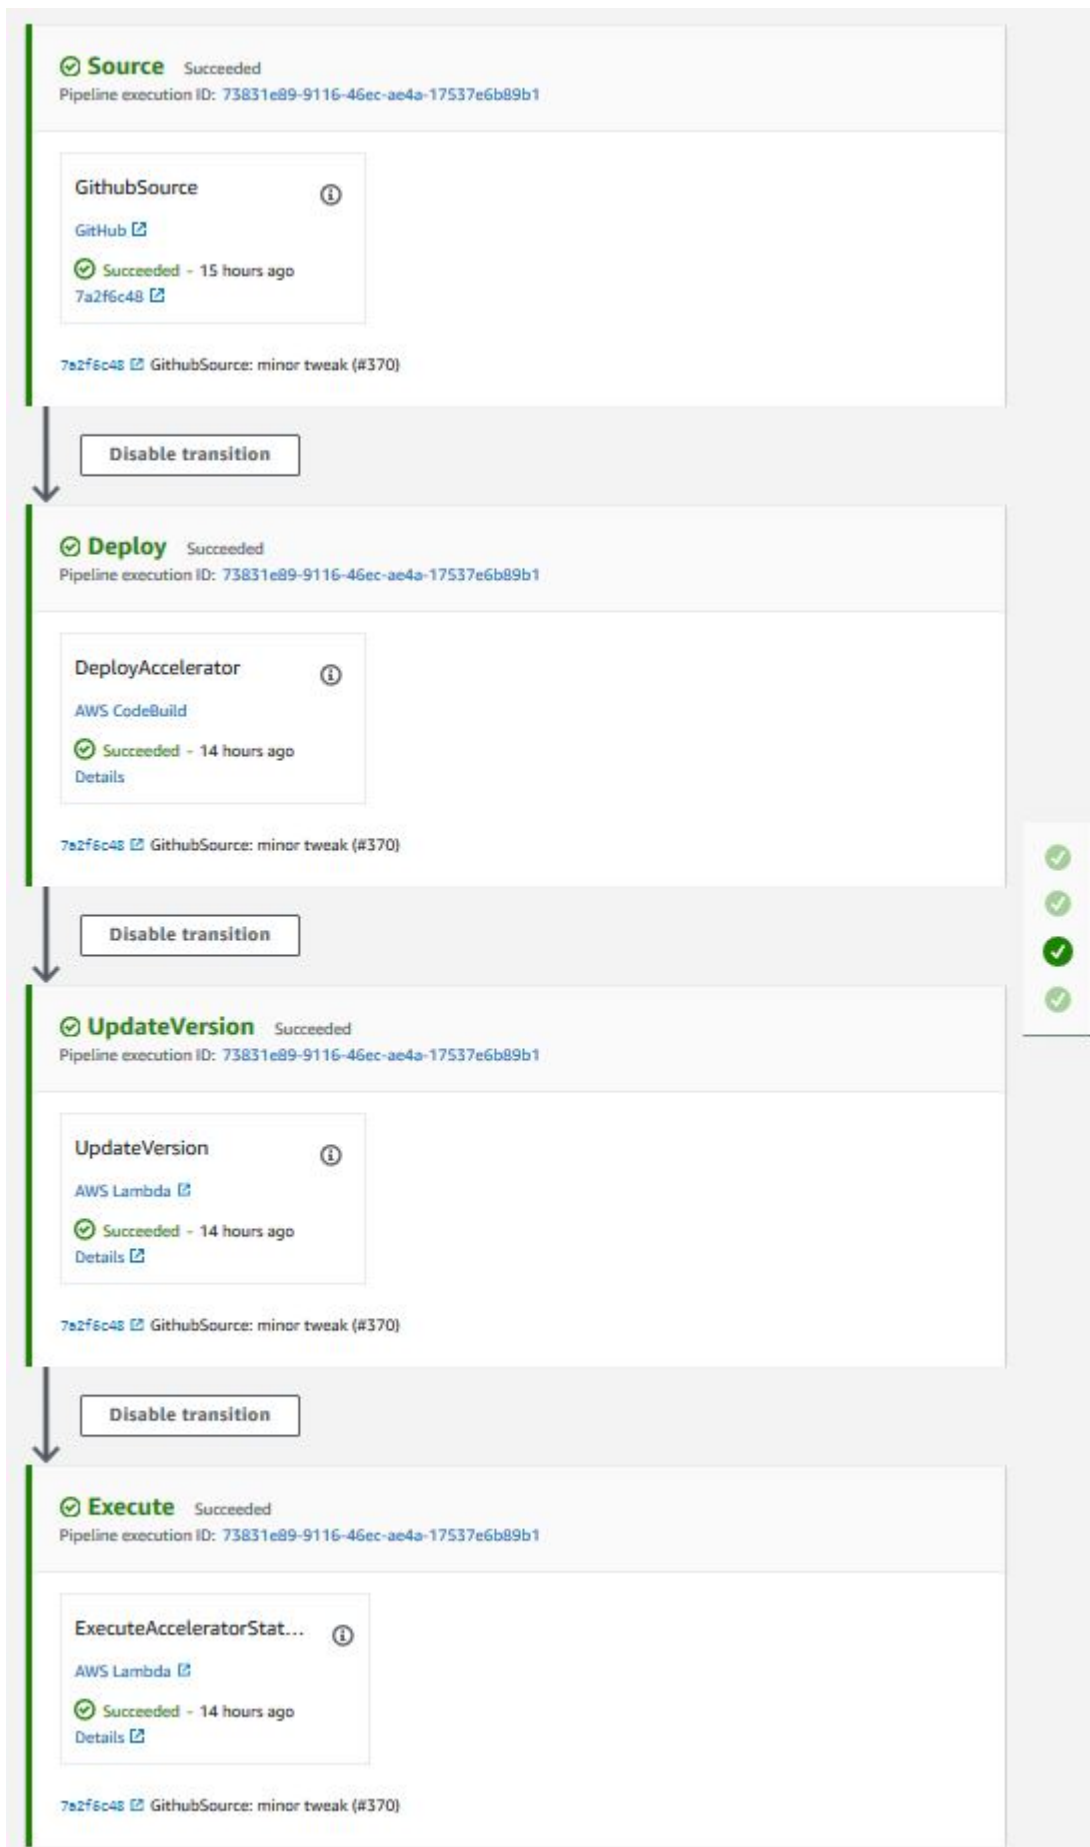 Source Succeeded
Pipeline execution ID: 73831e89-9116-46ec-ae4a-17537e6b89b1
GithubSource
GitHub
Succeeded - 15 hours ago
7a2f6c48
7a2f6c48 GithubSource: minor tweak (#370)
Disable transition
Deploy Succeeded
Pipeline execution ID: 73831e89-9116-46ec-ae4a-17537e6b89b1
DeployAccelerator
AWS CodeBuild
Succeeded - 14 hours ago
Details
7a2f6c48 GithubSource: minor tweak (#370)
Disable transition
UpdateVersion Succeeded
Pipeline execution ID: 73831e89-9116-46ec-ae4a-17537e6b89b1
UpdateVersion
AWS Lambda
Succeeded - 14 hours ago
Details
7a2f6c48 GithubSource: minor tweak (#370)
Disable transition
Execute Succeeded
Pipeline execution ID: 73831e89-9116-46ec-ae4a-17537e6b89b1
ExecuteAcceleratorStat...
AWS Lambda
Succeeded - 14 hours ago
Details
7a2f6c48 GithubSource: minor tweak (#370)